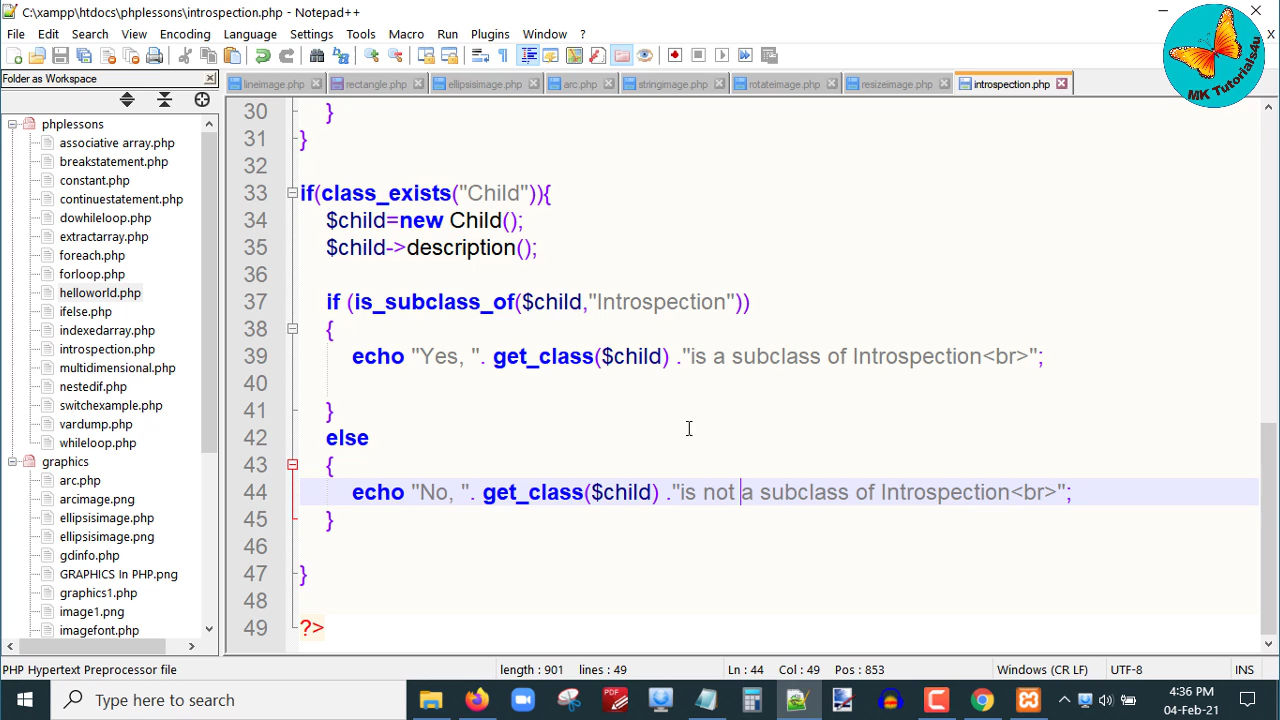 C:\xampp\htdocs\phplessons\introspection.php - Notepad++
MK Tutorials4u
File Edit Search View Encoding Language Settings Tools Macro Run Plugins Window ? X
Folder as Workspace
lineimage.php rectangle.php ellipsisimage.php arc.php stringimage.php rotateimage.php resizeimage.php introspection.php
phplessons
associative array.php
breakstatement.php
constant.php
continuestatement.php
dowhileloop.php
extractarray.php
foreach.php
forloop.php
helloworld.php
ifelse.php
indexedarray.php
introspection.php
multidimensional.php
nestedif.php
switchexample.php
vardump.php
whileloop.php
graphics
arc.php
arcimage.png
ellipsisimage.php
ellipsisimage.png
gdinfo.php
GRAPHICS In PHP.png
graphics1.php
image1.png
imagefont.php
30 }
31 }
32
33 if(class_exists("Child")){
34 $child=new Child();
35 $child->description();
36
37 if (is_subclass_of($child,"Introspection"))
38 {
39 echo "Yes, ". get_class($child) ."is a subclass of Introspection<br>";
40
41 }
42 else
43 {
44 echo "No, ". get_class($child) ."is not a subclass of Introspection<br>";
45 }
46
47 }
48
49 ?>
PHP Hypertext Preprocessor file length : 901 lines : 49 Ln : 44 Col : 49 Pos : 853 Windows (CR LF) UTF-8 INS
Type here to search
4:36 PM
04-Feb-21